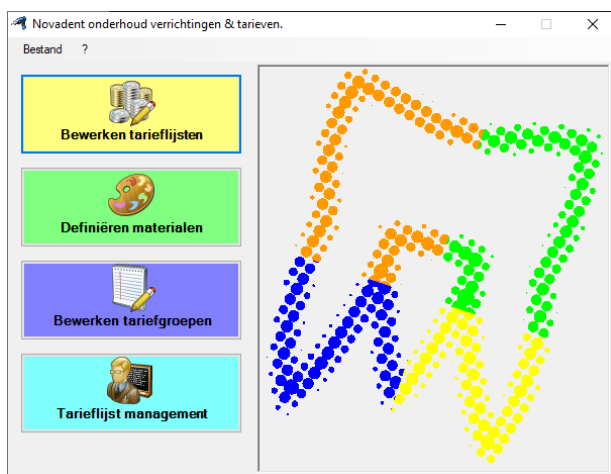 Novadent onderhoud verrichtingen & tarieven.
Bestand ?
Bewerken tarieflijsten
Definiëren materialen
Bewerken tariefgroepen
Tarieflijst management